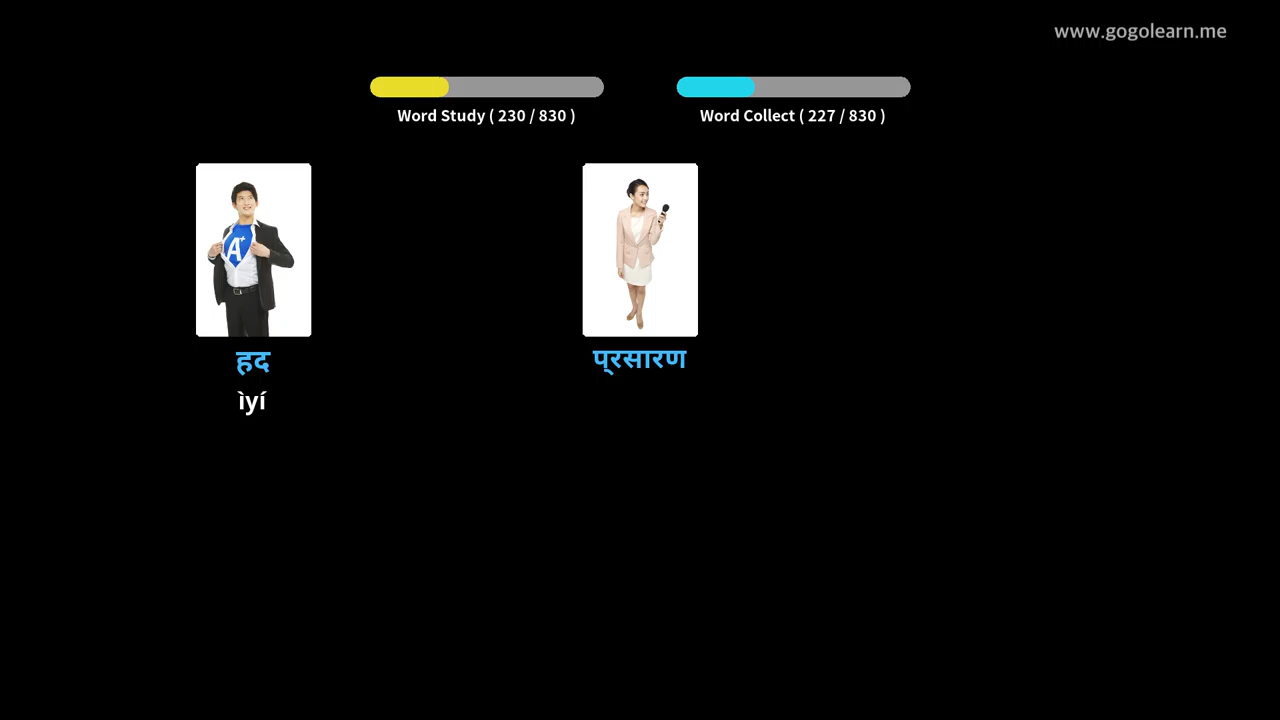 www.gogolearn.me
Word Study ( 230 / 830 )
Word Collect ( 227 / 830 )
A+
हद
ìyí
प्रसारण